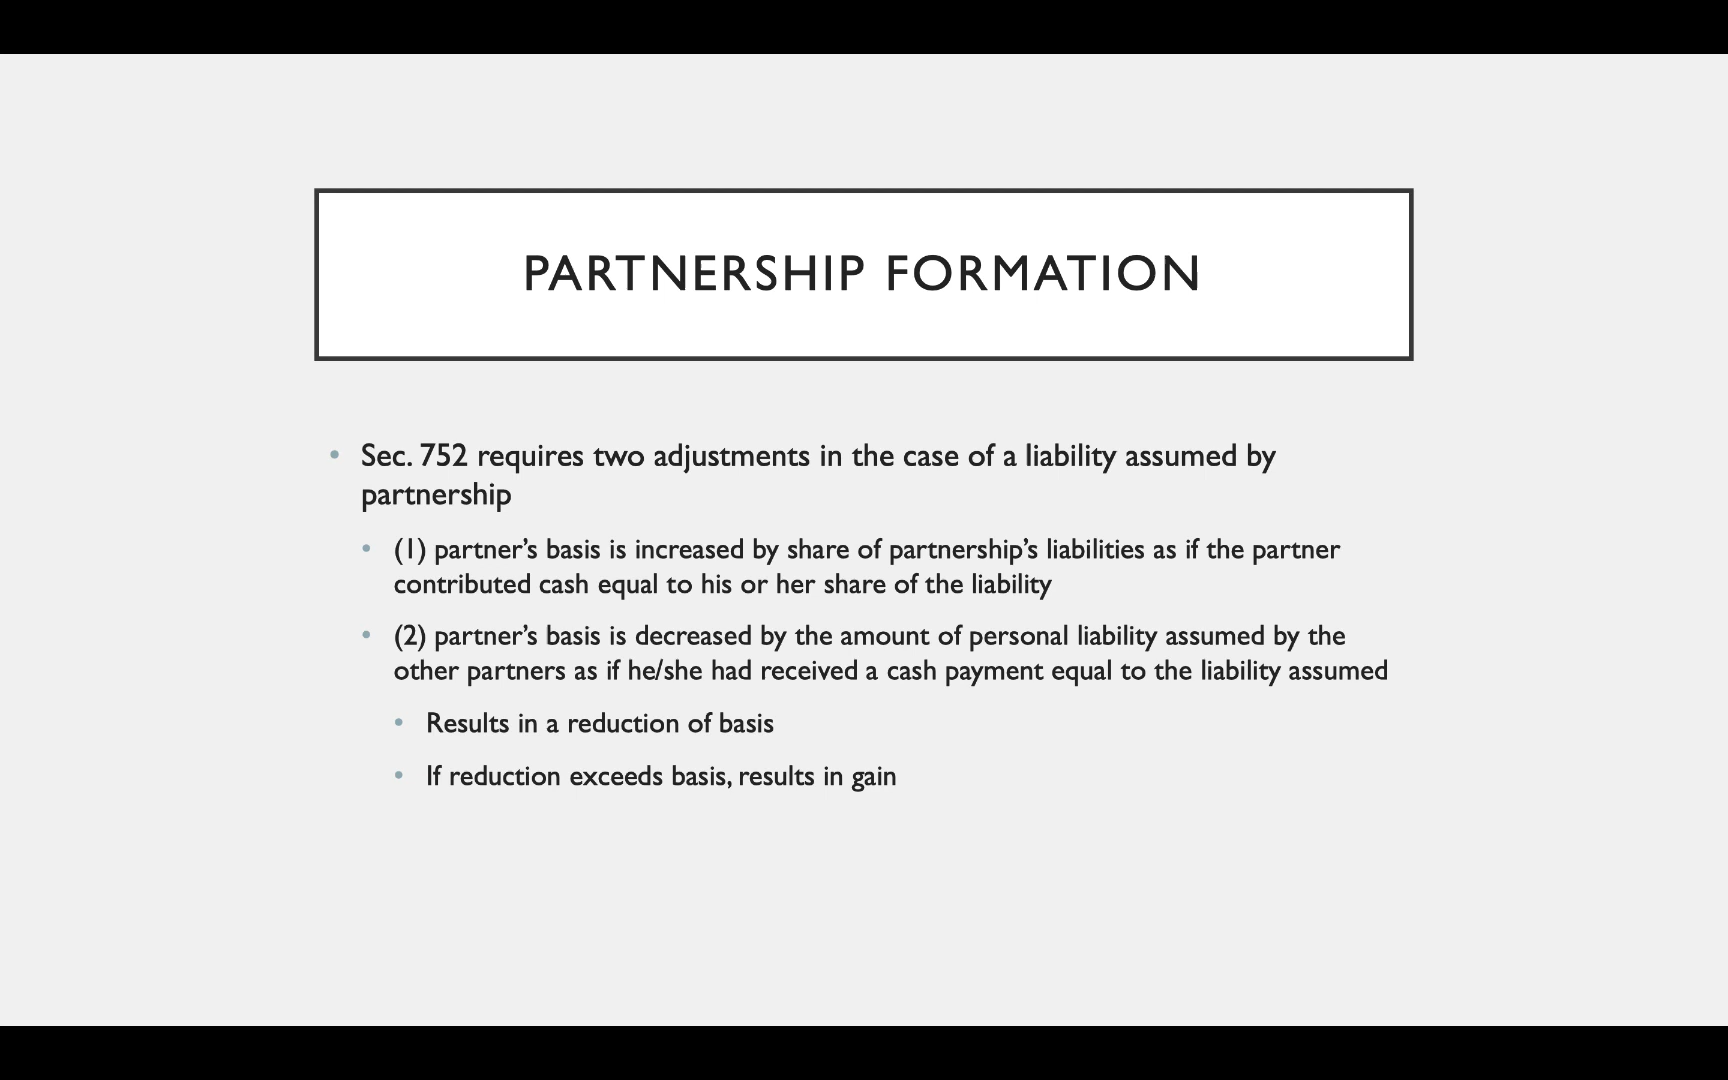 PARTNERSHIP FORMATION
• Sec. 752 requires two adjustments in the case of a liability assumed by
partnership
• (1) partner’s basis is increased by share of partnership’s liabilities as if the partner
contributed cash equal to his or her share of the liability
• (2) partner’s basis is decreased by the amount of personal liability assumed by the
other partners as if he/she had received a cash payment equal to the liability assumed
• Results in a reduction of basis
• If reduction exceeds basis, results in gain